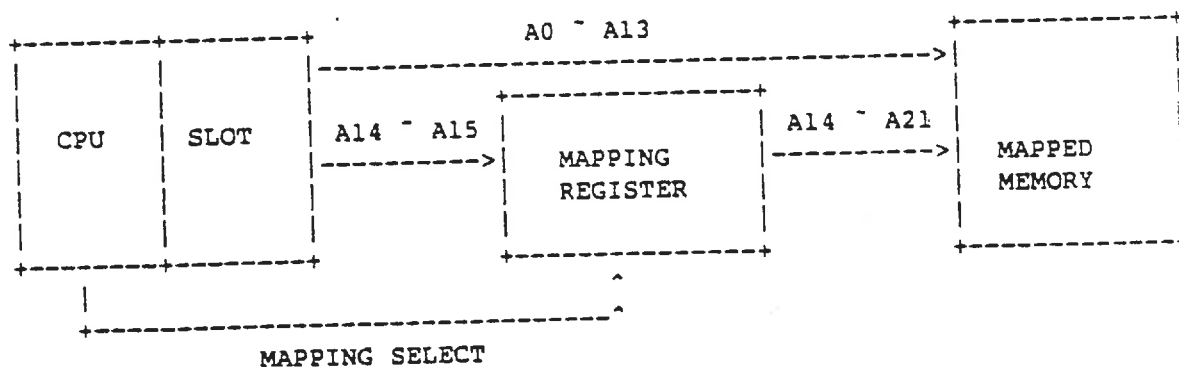 A0 ~ A13
CPU
SLOT
A14 ~ A15
MAPPING
REGISTER
A14 ~ A21
MAPPED
MEMORY
MAPPING SELECT